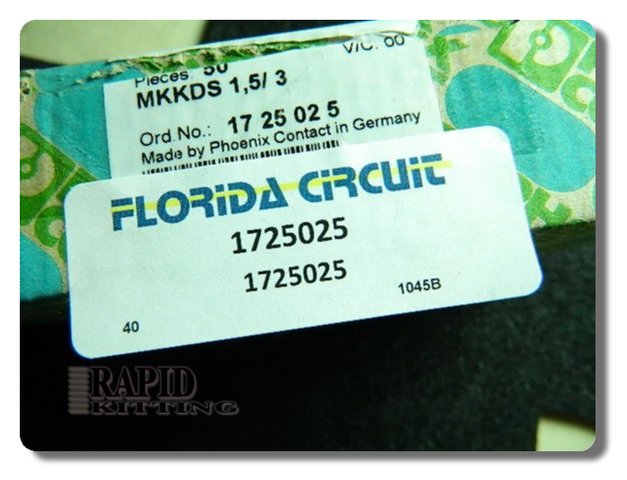 Pieces: 50
V/C: 00
MKKDS 1,5/ 3
Ord.No.: 17 25 02 5
Made by Phoenix Contact in Germany
FLORIDA CIRCUIT
1725025
1725025
40
1045B
RAPID
KITTING